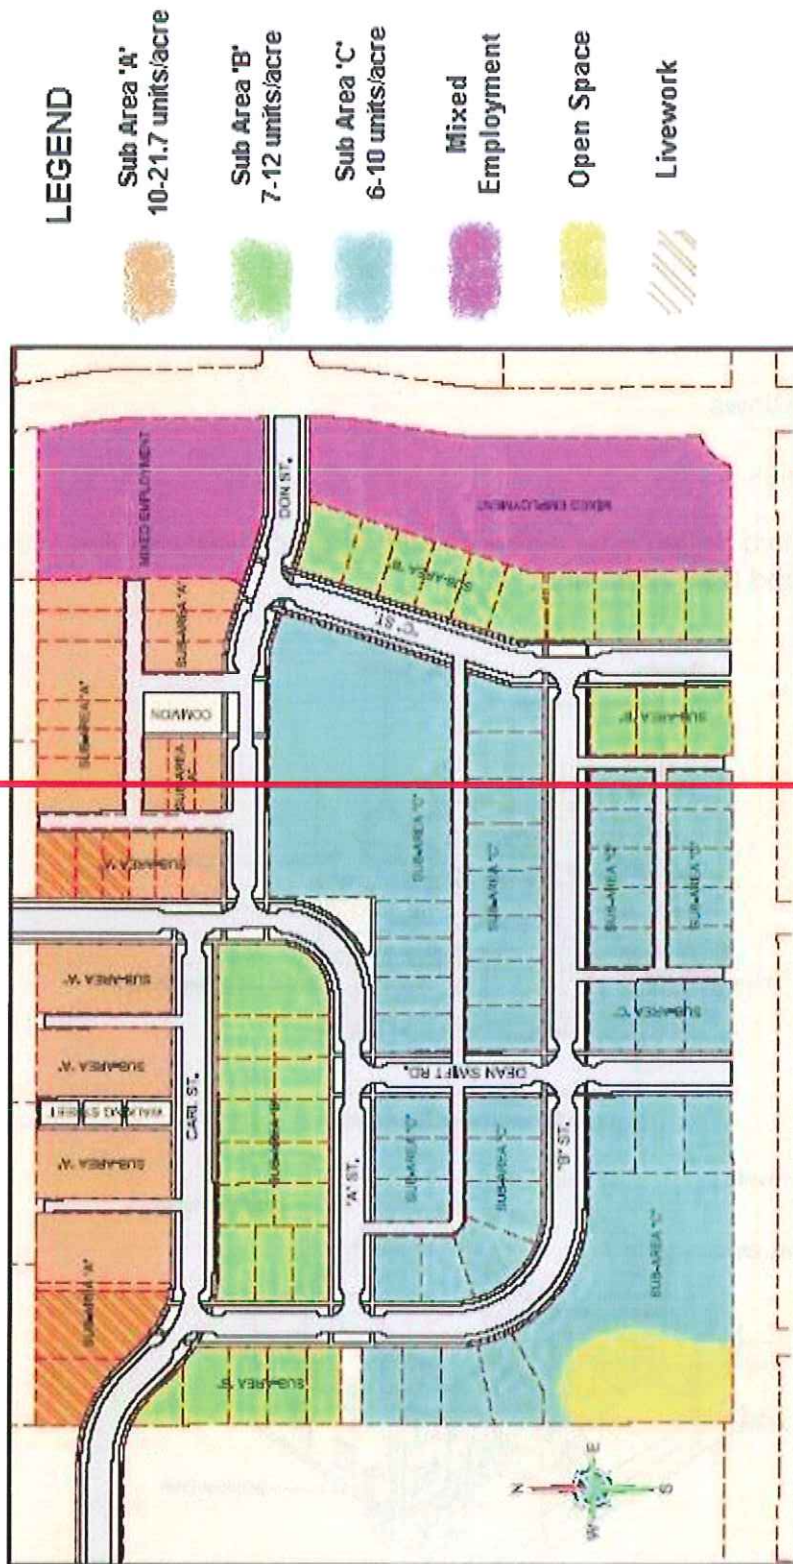 SUB-AREA "A"
SUB-AREA "A"
WALKING STREET
SUB-AREA "A"
SUB-AREA "A"
SUB-AREA "A"
SUB-AREA "A"
SUB-AREA
SUB-AREA "A"
COMMON
MIXED EMPLOYMENT
CARL ST.
SUB-AREA "B"
SUB-AREA "B"
DON ST.
"A" ST.
SUB-AREA "C"
SUB-AREA "C"
"C" ST.
SUB-AREA "B"
MIXED EMPLOYMENT
DEAN SWIFT RD.
SUB-AREA "C"
SUB-AREA "C"
"B" ST.
SUB-AREA "C"
SUB-AREA "C"
SUB-AREA "C"
SUB-AREA "C"
SUB-AREA "B"
N
W
E
S
LEGEND
Sub Area 'A'
10-21.7 units/acre
Sub Area 'B'
7-12 units/acre
Sub Area 'C'
6-10 units/acre
Mixed
Employment
Open Space
Livework